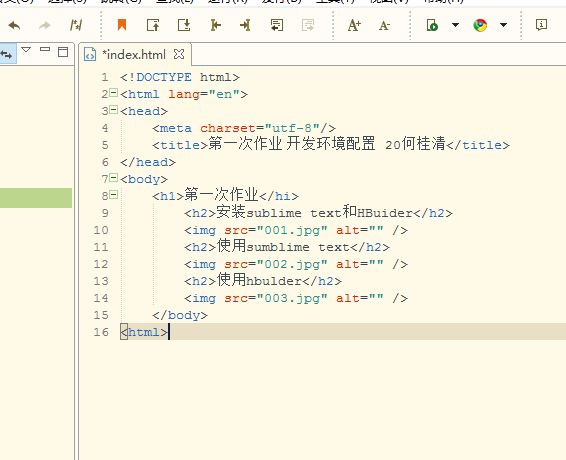 *index.html
1 <!DOCTYPE html>
2 <html lang="en">
3 <head>
4 <meta charset="utf-8"/>
5 <title>第一次作业 开发环境配置 20何桂清</title>
6 </head>
7 <body>
8 <h1>第一次作业</hi>
9 <h2>安装sublime text和HBuider</h2>
10 <img src="001.jpg" alt="" />
11 <h2>使用sumblime text</h2>
12 <img src="002.jpg" alt="" />
13 <h2>使用hbulder</h2>
14 <img src="003.jpg" alt="" />
15 </body>
16 <html>